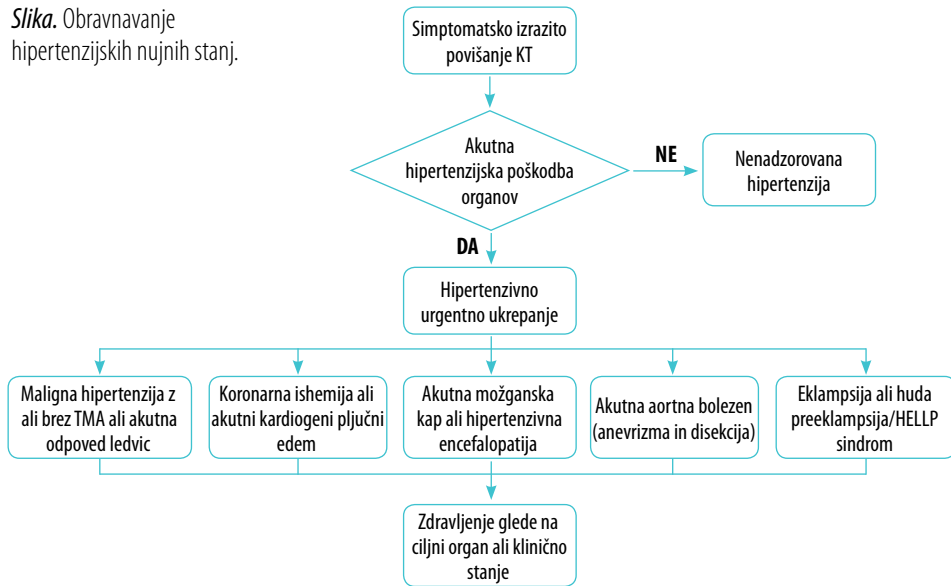 Slika. Obravnavanje
hipertenzijskih nujnih stanj.
Simptomatsko izrazito
povišanje KT
Akutna
hipertenzijska poškodba
organov
NE
Nenadzorovana
hipertenzija
DA
Hipertenzivno
urgentno ukrepanje
Maligna hipertenzija z
ali brez TMA ali akutna
odpoved ledvic
Koronarna ishemija ali
akutni kardiogeni pljučni
edem
Akutna možganska
kap ali hipertenzivna
encefalopatija
Akutna aortna bolezen
(anevrizma in disekcija)
Eklampsija ali huda
preeklampsija/HELLP
sindrom
Zdravljenje glede na
ciljni organ ali klinično
stanje